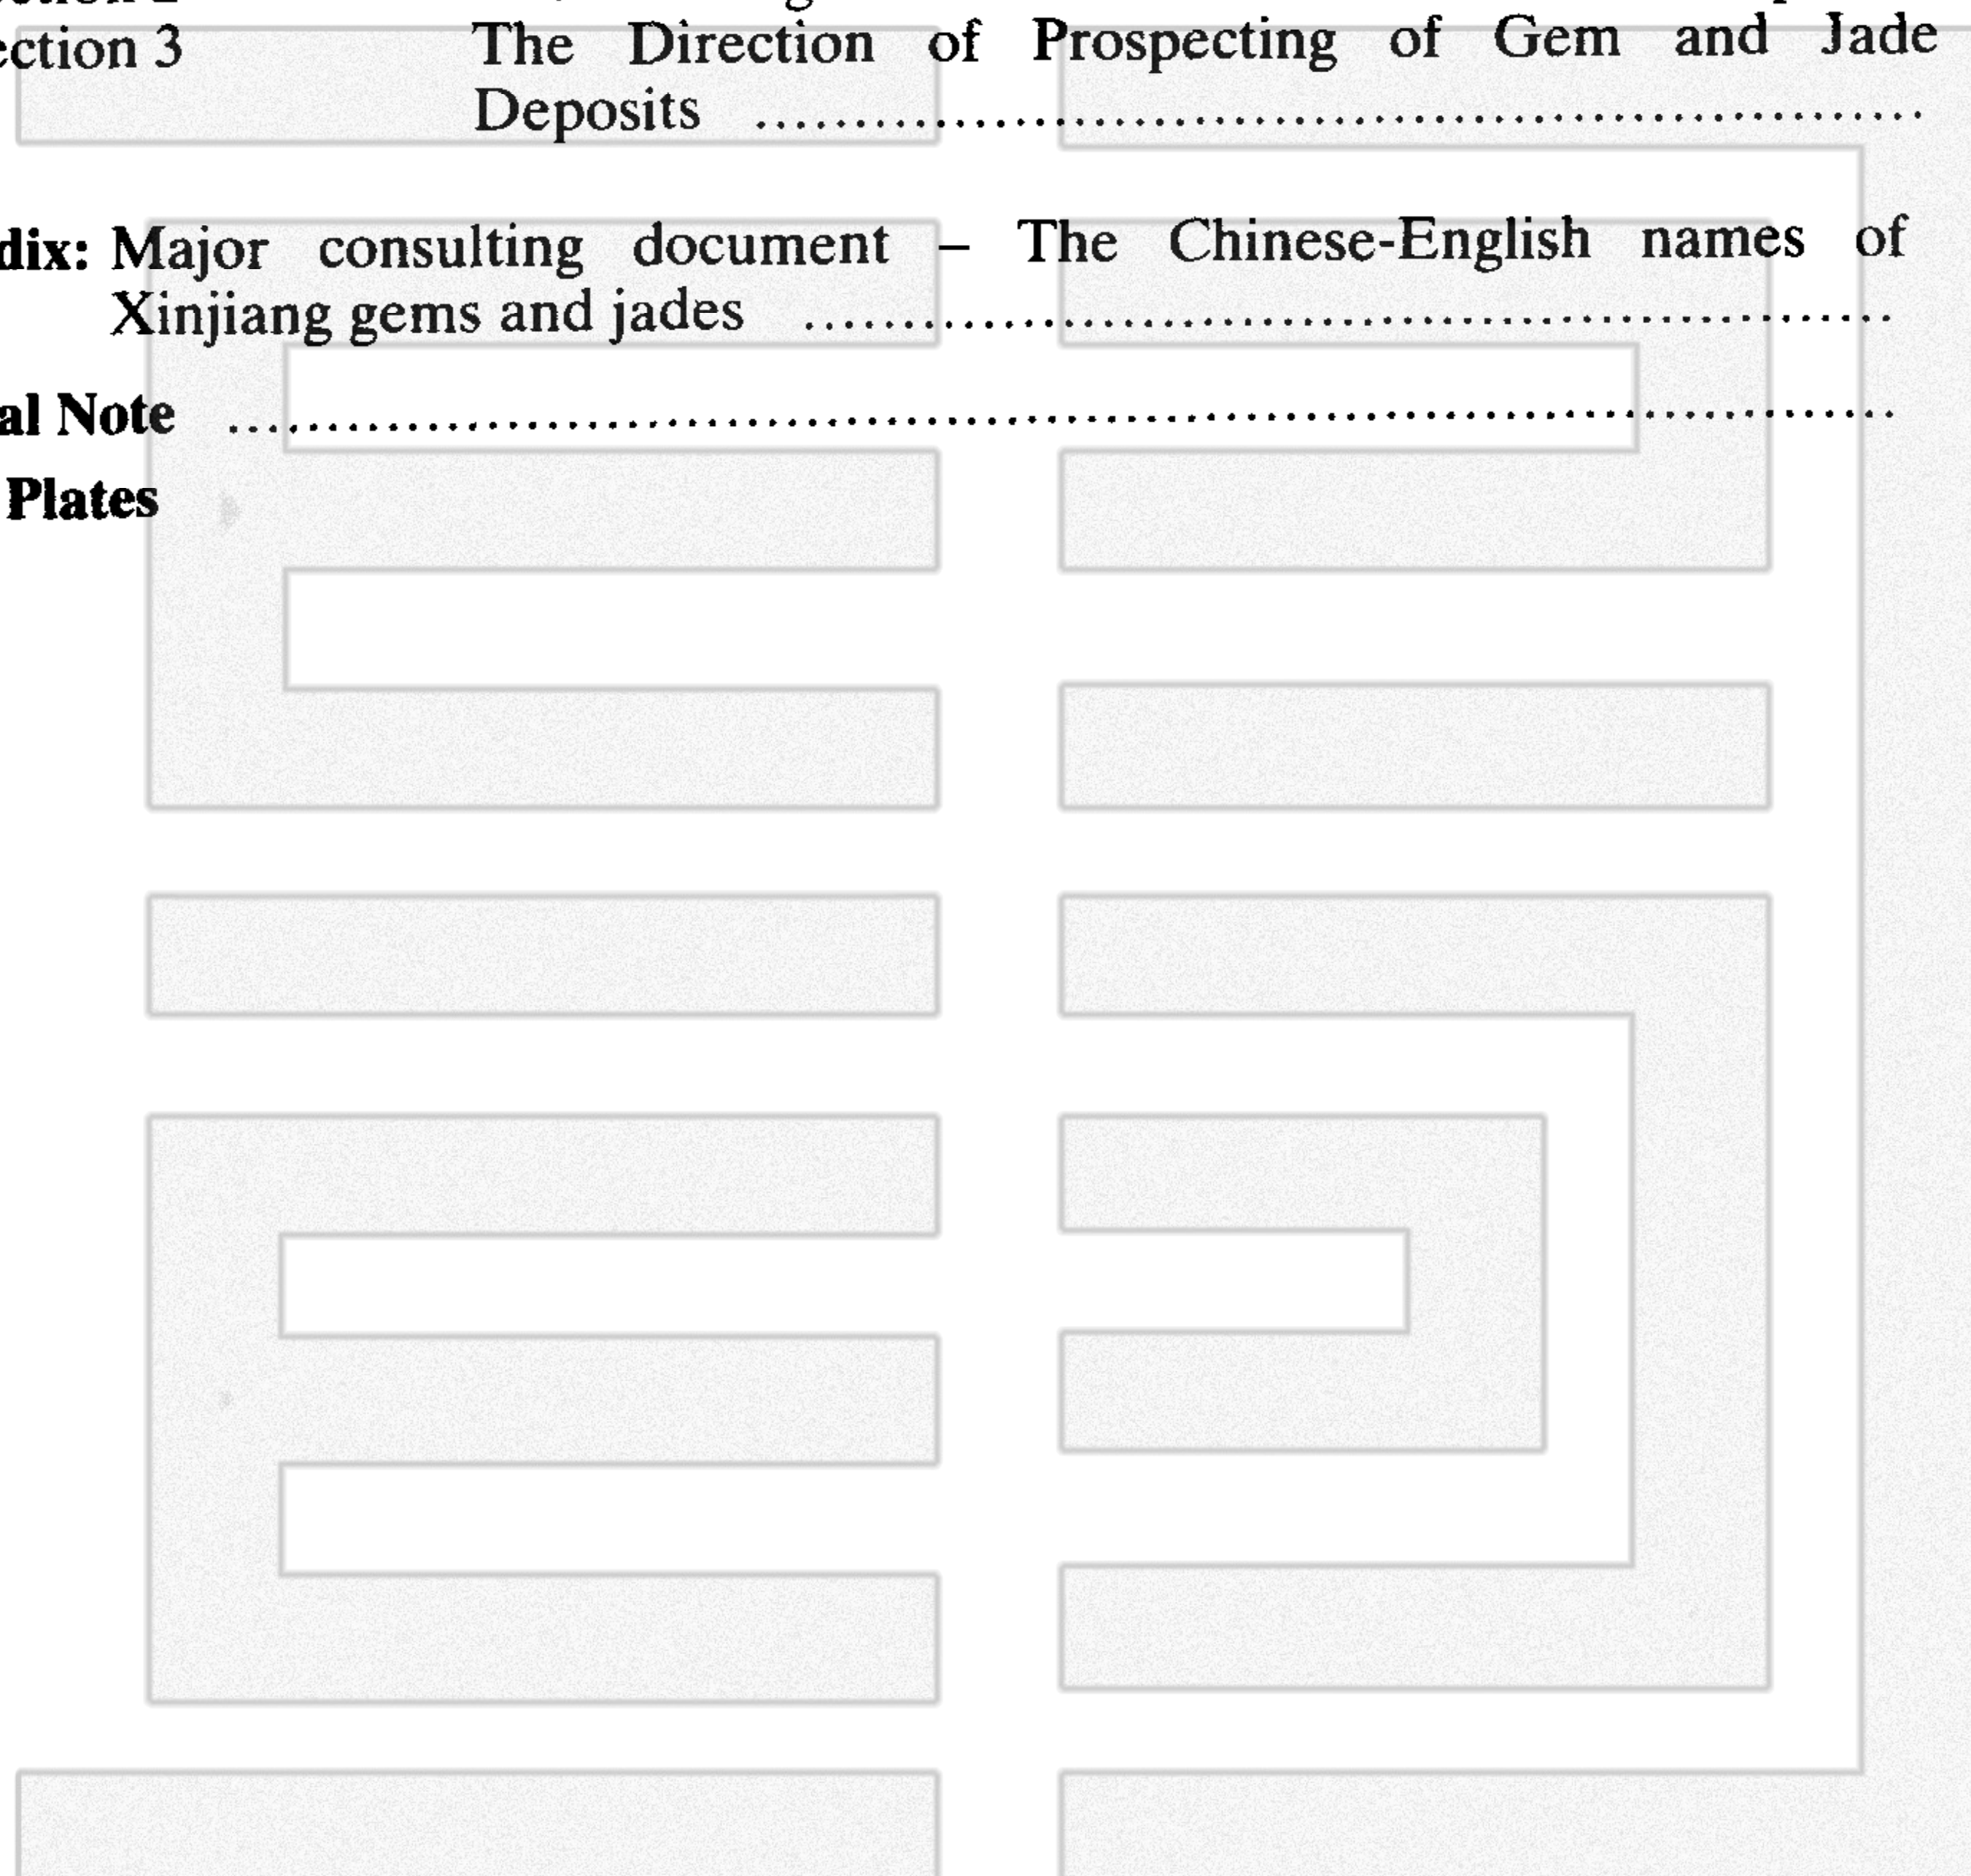 ection 3 The Direction of Prospecting of Gem and Jade
Deposits ............................................................
dix: Major consulting document – The Chinese-English names of
Xinjiang gems and jades ............................................................
al Note ............................................................
Plates